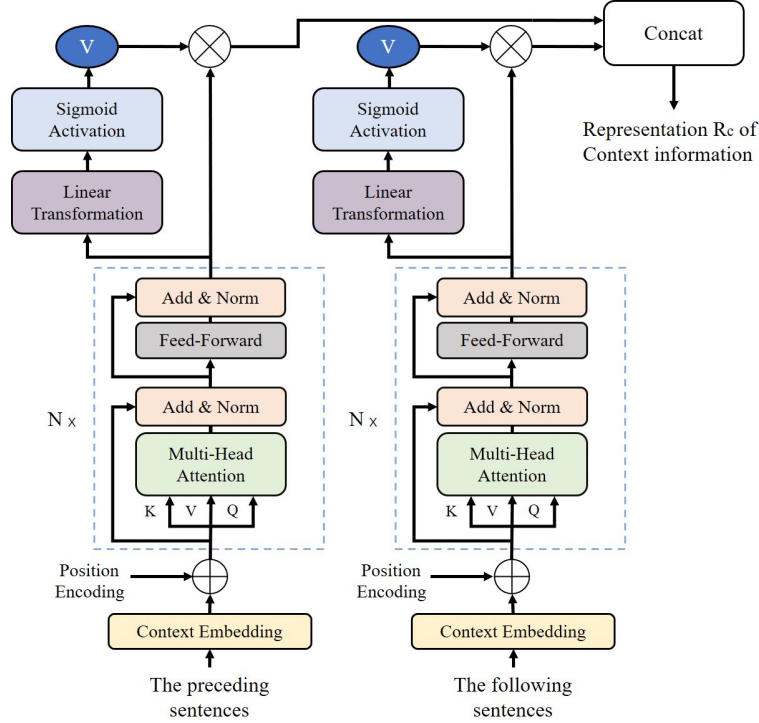 V
V
Concat
Sigmoid
Activation
Sigmoid
Activation
Representation Rc of
Context information
Linear
Transformation
Linear
Transformation
Add & Norm
Add & Norm
Feed-Forward
Feed-Forward
N ×
Add & Norm
N ×
Add & Norm
Multi-Head
Attention
Multi-Head
Attention
K V Q
K V Q
Position
Encoding
Position
Encoding
Context Embedding
Context Embedding
The preceding
sentences
The following
sentences